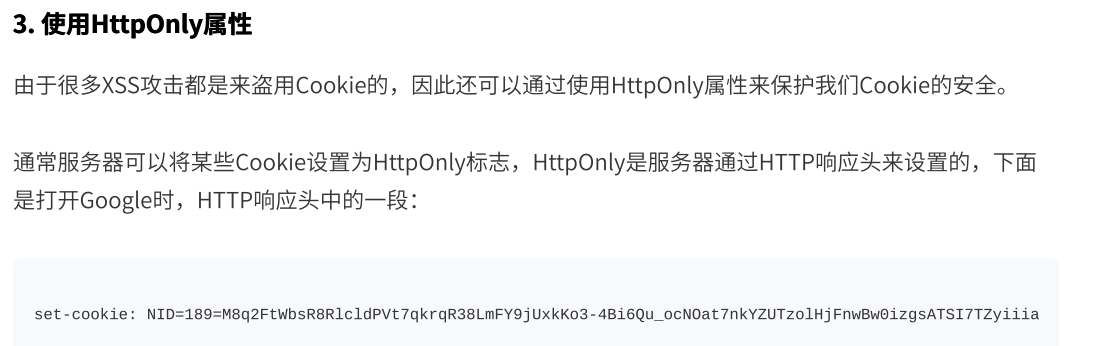 3. 使用HttpOnly属性
由于很多XSS攻击都是来盗用Cookie的，因此还可以通过使用HttpOnly属性来保护我们Cookie的安全。
通常服务器可以将某些Cookie设置为HttpOnly标志，HttpOnly是服务器通过HTTP响应头来设置的，下面
是打开Google时，HTTP响应头中的一段：
set-cookie: NID=189=M8q2FtWbsR8RlcldPVt7qkrqR38LmFY9jUxkKo3-4Bi6Qu_ocNOat7nkYZUTzolHjFnwBw0izgsATSI7TZyiiia